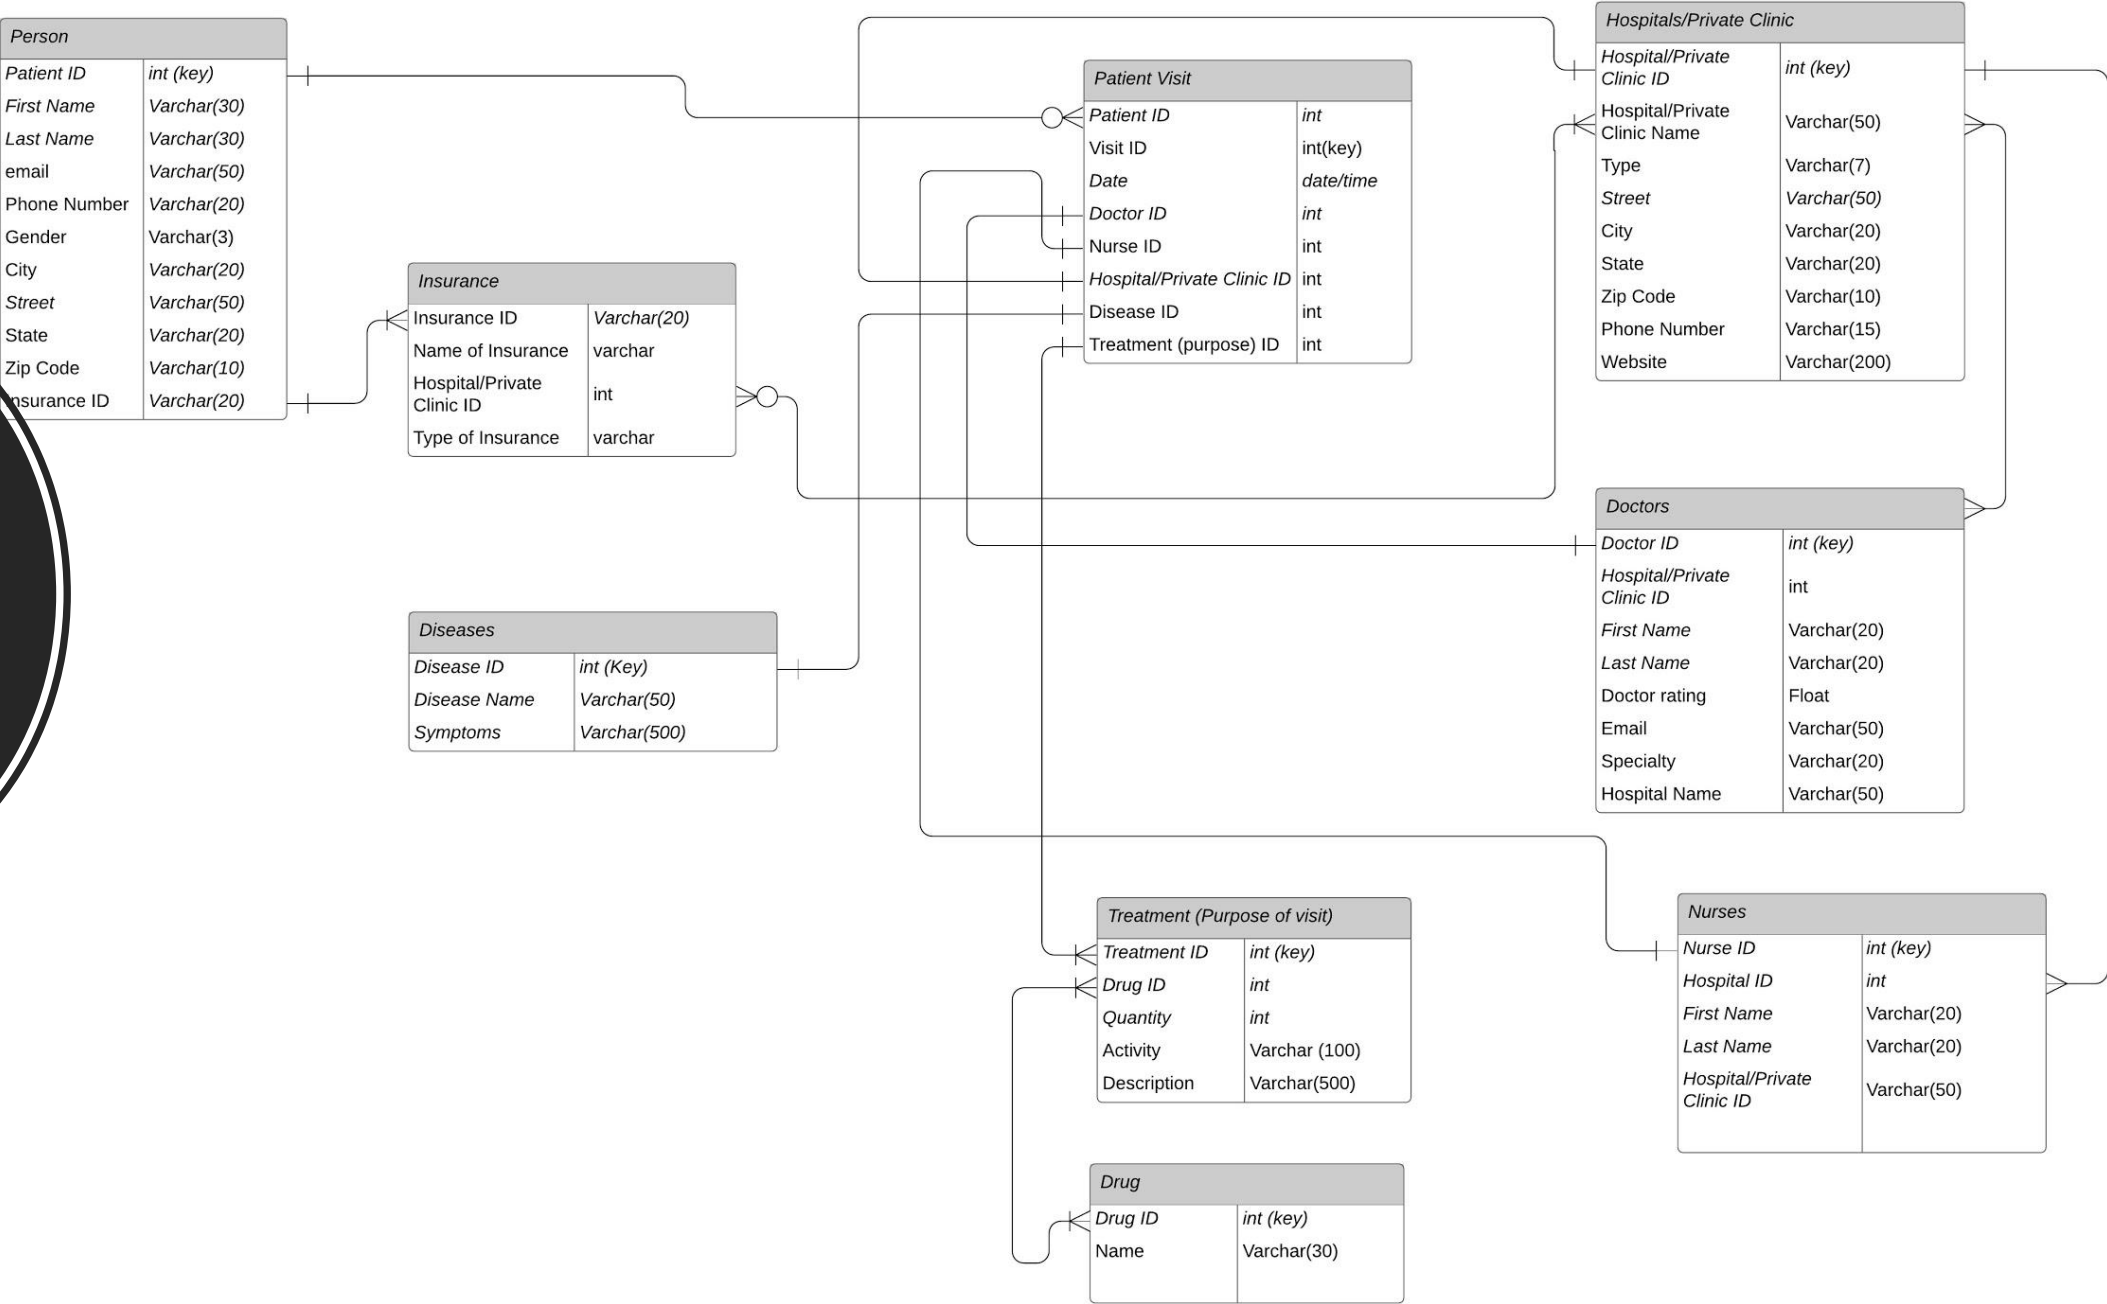 Person
Patient ID int (key)
First Name Varchar(30)
Last Name Varchar(30)
email Varchar(50)
Phone Number Varchar(20)
Gender Varchar(3)
City Varchar(20)
Street Varchar(50)
State Varchar(20)
Zip Code Varchar(10)
nsurance ID Varchar(20)
Insurance
Insurance ID Varchar(20)
Name of Insurance varchar
Hospital/Private
Clinic ID int
Type of Insurance varchar
Diseases
Disease ID int (Key)
Disease Name Varchar(50)
Symptoms Varchar(500)
Patient Visit
Patient ID int
Visit ID int(key)
Date date/time
Doctor ID int
Nurse ID int
Hospital/Private Clinic ID int
Disease ID int
Treatment (purpose) ID int
Treatment (Purpose of visit)
Treatment ID int (key)
Drug ID int
Quantity int
Activity Varchar (100)
Description Varchar(500)
Drug
Drug ID int (key)
Name Varchar(30)
Hospitals/Private Clinic
Hospital/Private
Clinic ID int (key)
Hospital/Private
Clinic Name Varchar(50)
Type Varchar(7)
Street Varchar(50)
City Varchar(20)
State Varchar(20)
Zip Code Varchar(10)
Phone Number Varchar(15)
Website Varchar(200)
Doctors
Doctor ID int (key)
Hospital/Private
Clinic ID int
First Name Varchar(20)
Last Name Varchar(20)
Doctor rating Float
Email Varchar(50)
Specialty Varchar(20)
Hospital Name Varchar(50)
Nurses
Nurse ID int (key)
Hospital ID int
First Name Varchar(20)
Last Name Varchar(20)
Hospital/Private
Clinic ID Varchar(50)